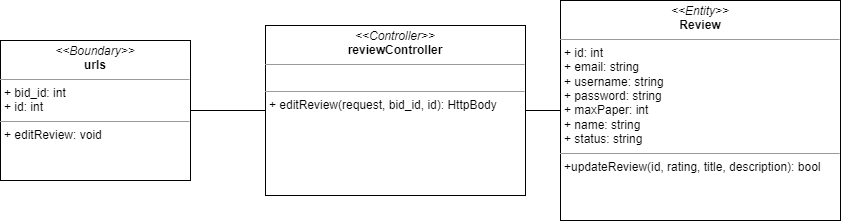 <<Boundary>>
urls
+ bid_id: int
+ id: int
+ editReview: void
<<Controller>>
reviewController
+ editReview(request, bid_id, id): HttpBody
<<Entity>>
Review
+ id: int
+ email: string
+ username: string
+ password: string
+ maxPaper: int
+ name: string
+ status: string
+updateReview(id, rating, title, description): bool